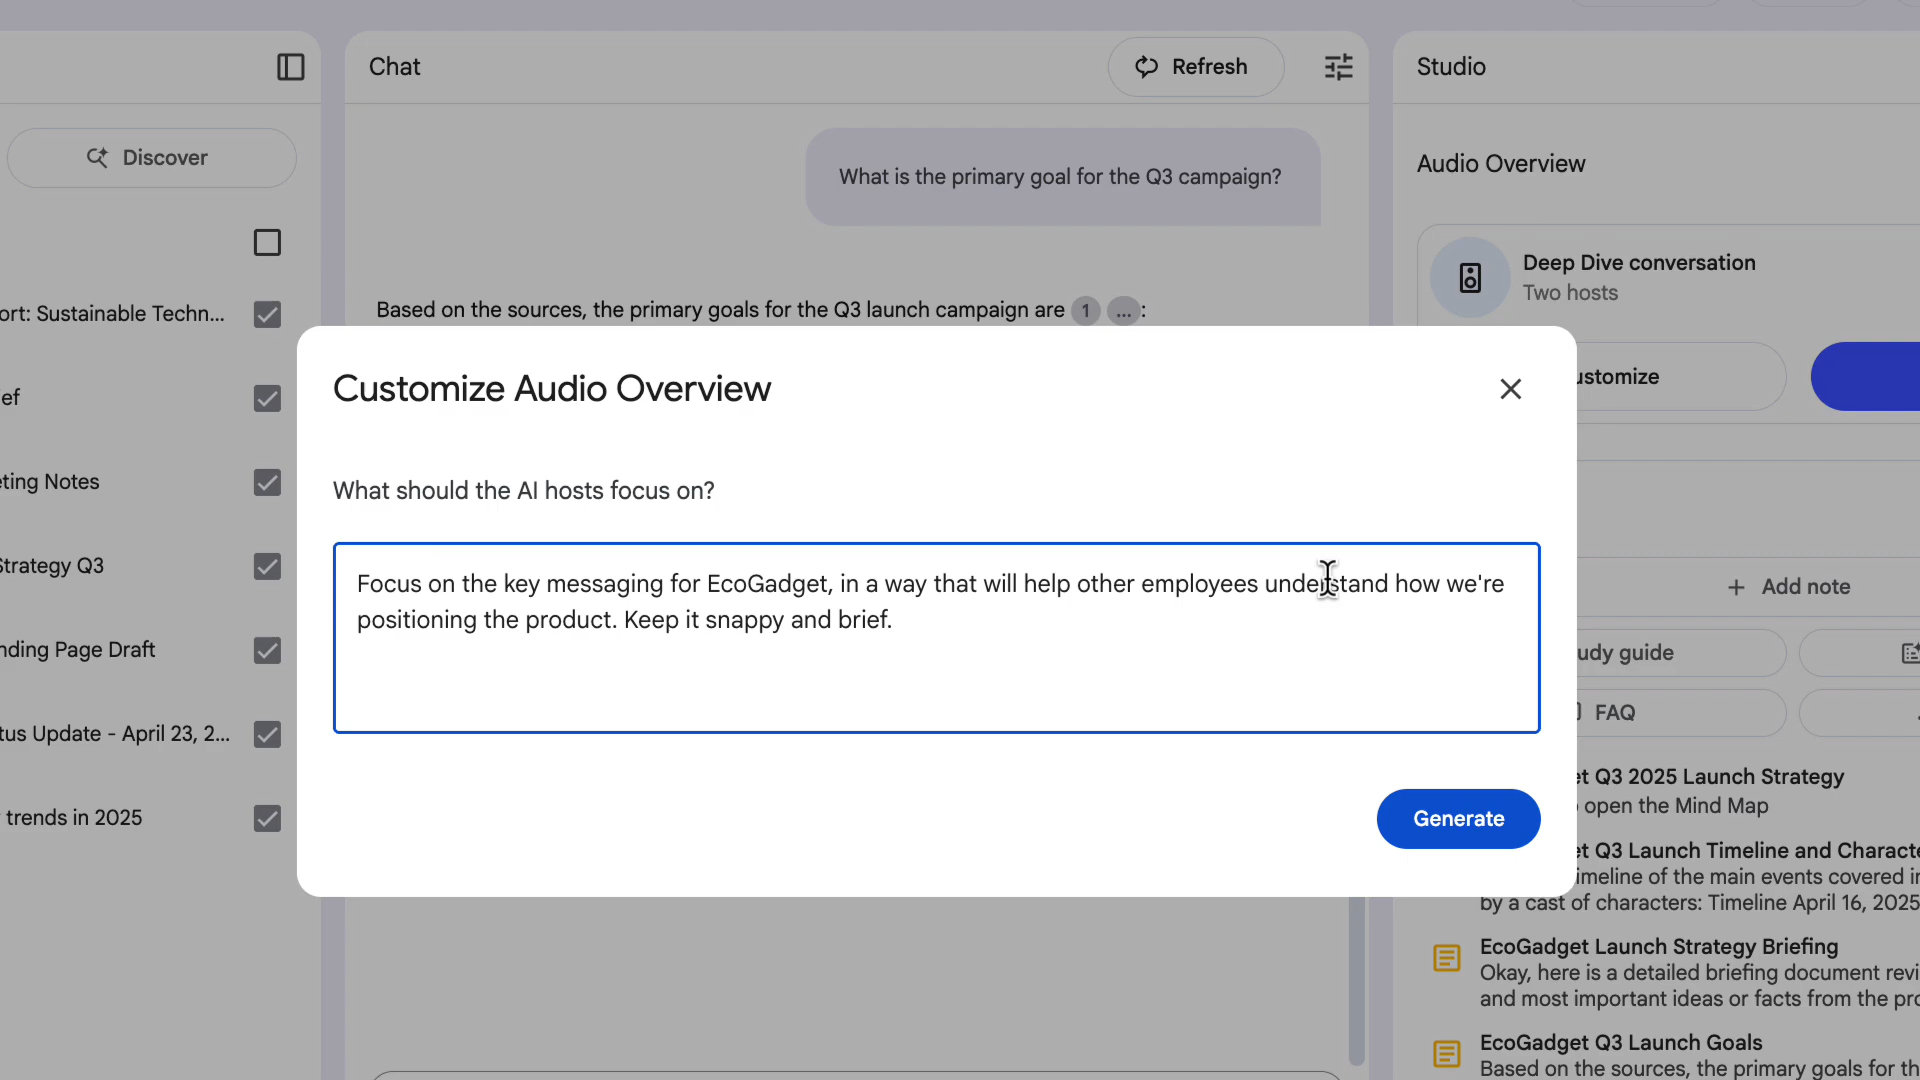 Chat
Refresh
Studio
Discover
What is the primary goal for the Q3 campaign?
Audio Overview
Deep Dive conversation
Two hosts
ort: Sustainable Techn...
Based on the sources, the primary goals for the Q3 launch campaign are 1 ... :
ustomize
Customize Audio Overview
ef
What should the AI hosts focus on?
eting Notes
Focus on the key messaging for EcoGadget, in a way that will help other employees understand how we're
positioning the product. Keep it snappy and brief.
Strategy Q3
+ Add note
nding Page Draft
udy guide
FAQ
tus Update - April 23, 2...
trends in 2025
Generate
et Q3 2025 Launch Strategy
open the Mind Map
et Q3 Launch Timeline and Characte
imeline of the main events covered in
by a cast of characters: Timeline April 16, 2025
EcoGadget Launch Strategy Briefing
Okay, here is a detailed briefing document revi
and most important ideas or facts from the pro
EcoGadget Q3 Launch Goals
Based on the sources, the primary goals for th